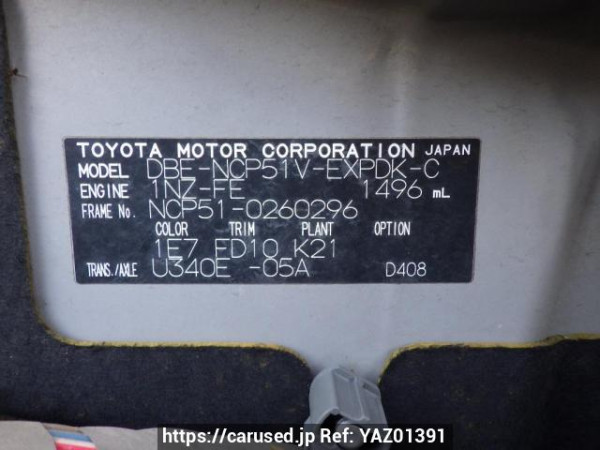 TOYOTA MOTOR CORPORATION JAPAN
MODEL DBE-NCP51V-EXPDK-C
ENGINE 1NZ-FE 1496 mL
FRAME No. NCP51-0260296
COLOR TRIM PLANT OPTION
1E7 FD10 K21
TRANS./AXLE U340E -05A D408
https://carused.jp Ref: YAZ01391